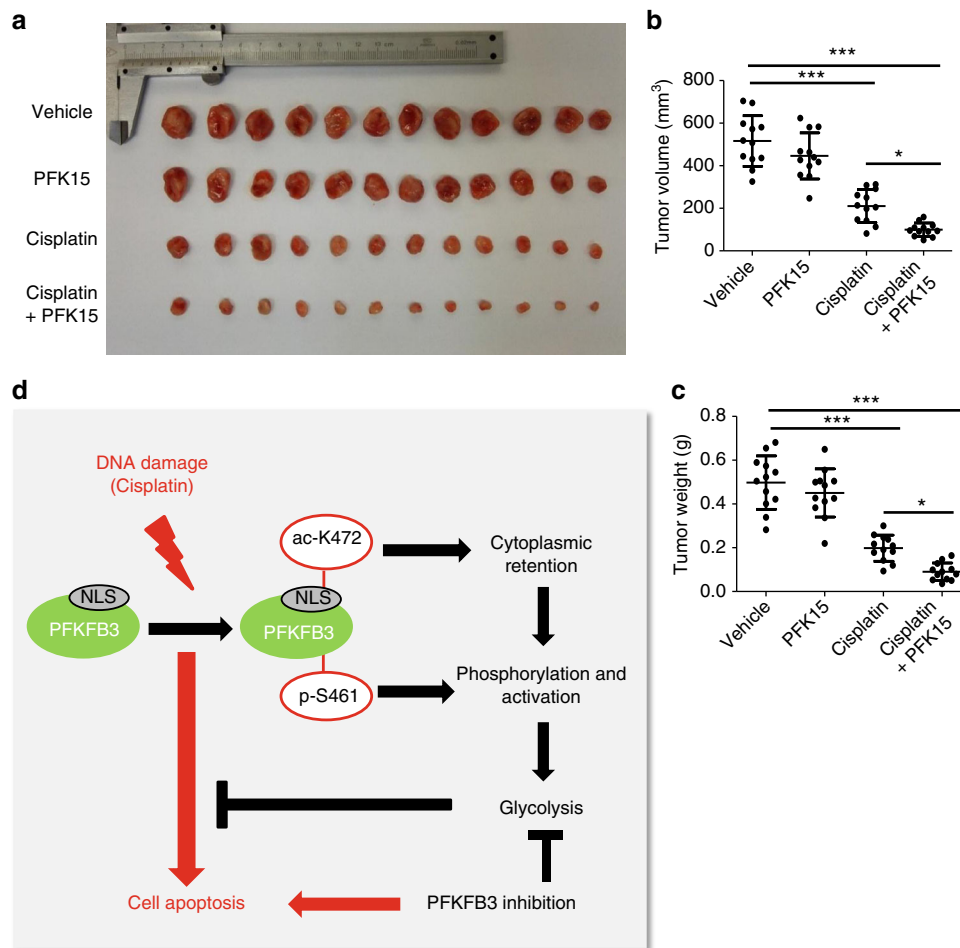 a
Vehicle
PFK15
Cisplatin
Cisplatin
+ PFK15
b
***
***
*
Tumor volume (mm³)
800
600
400
200
0
Vehicle
PFK15
Cisplatin
Cisplatin
+ PFK15
d
DNA damage
(Cisplatin)
NLS
PFKFB3
ac-K472
NLS
PFKFB3
p-S461
Cytoplasmic
retention
Phosphorylation and
activation
Glycolysis
Cell apoptosis
PFKFB3 inhibition
c
***
***
*
Tumor weight (g)
0.8
0.6
0.4
0.2
0.0
Vehicle
PFK15
Cisplatin
Cisplatin
+ PFK15